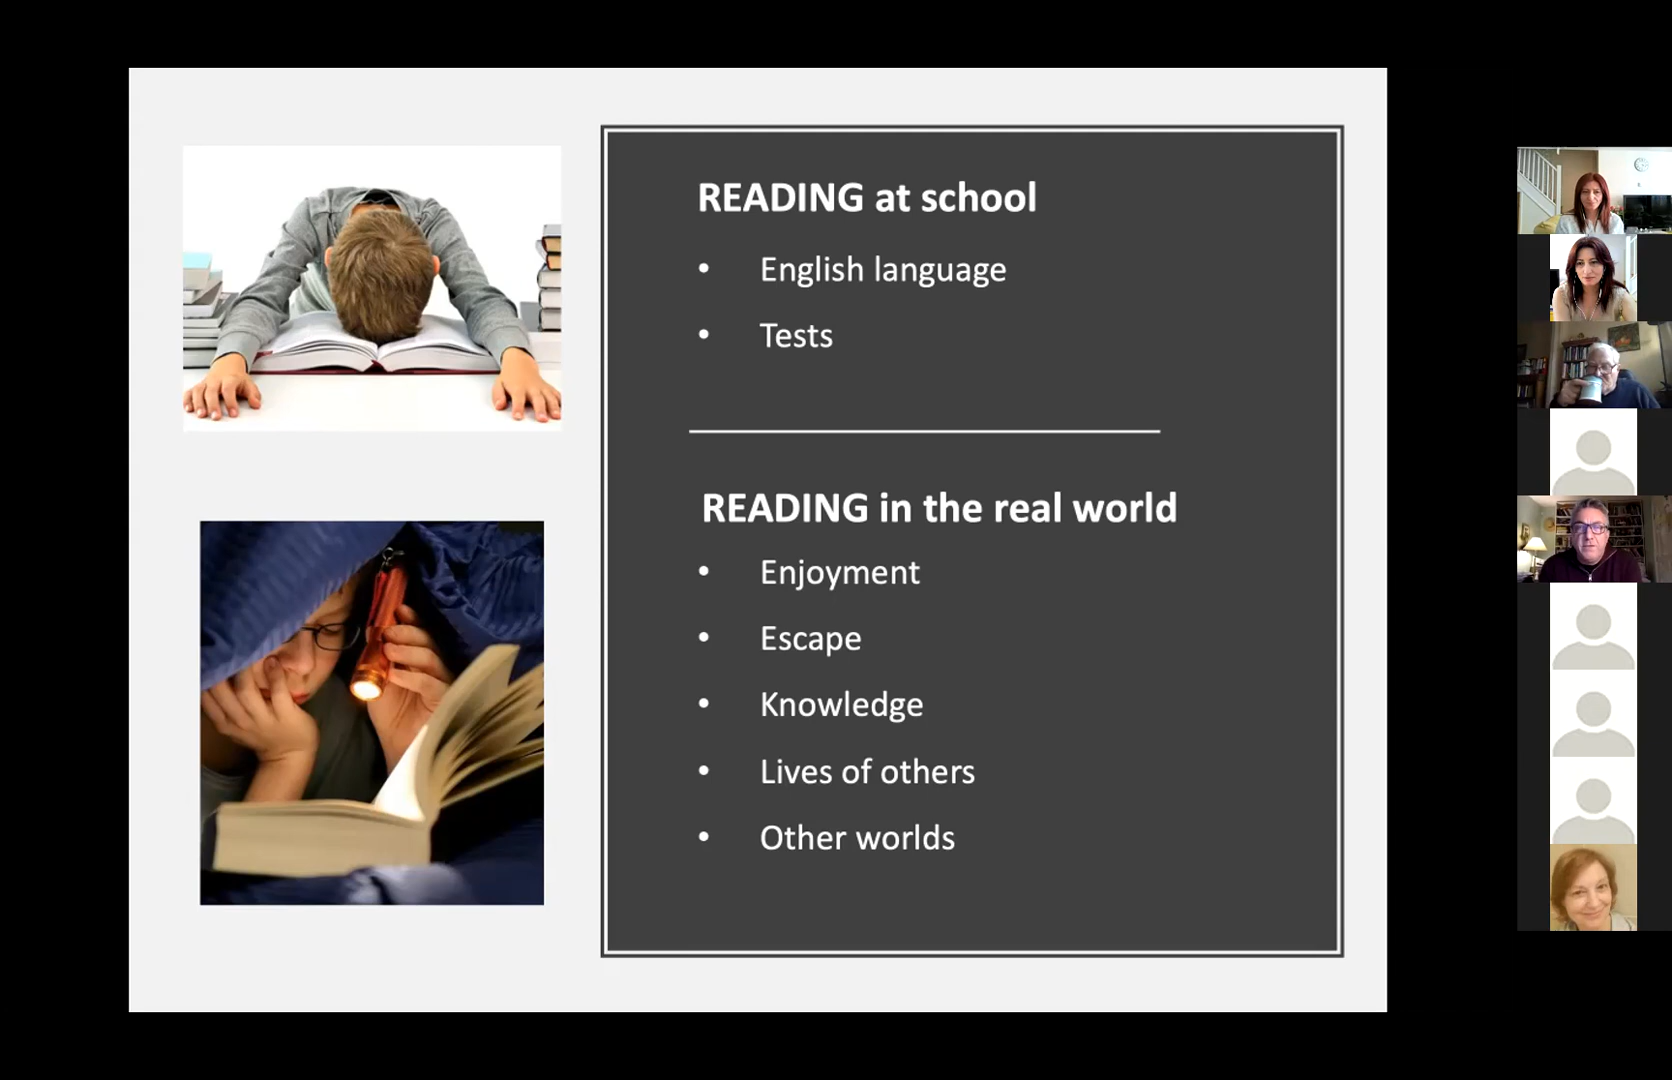 READING at school
• English language
• Tests
READING in the real world
• Enjoyment
• Escape
• Knowledge
• Lives of others
• Other worlds